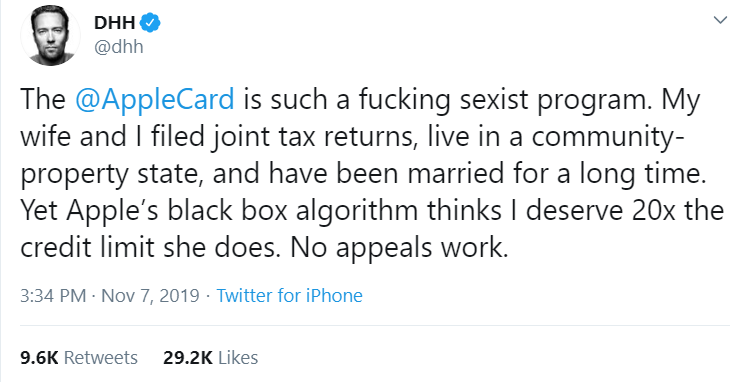 DHH
@dhh
The @AppleCard is such a fucking sexist program. My
wife and I filed joint tax returns, live in a community-
property state, and have been married for a long time.
Yet Apple’s black box algorithm thinks I deserve 20x the
credit limit she does. No appeals work.
3:34 PM · Nov 7, 2019 · Twitter for iPhone
9.6K Retweets 29.2K Likes